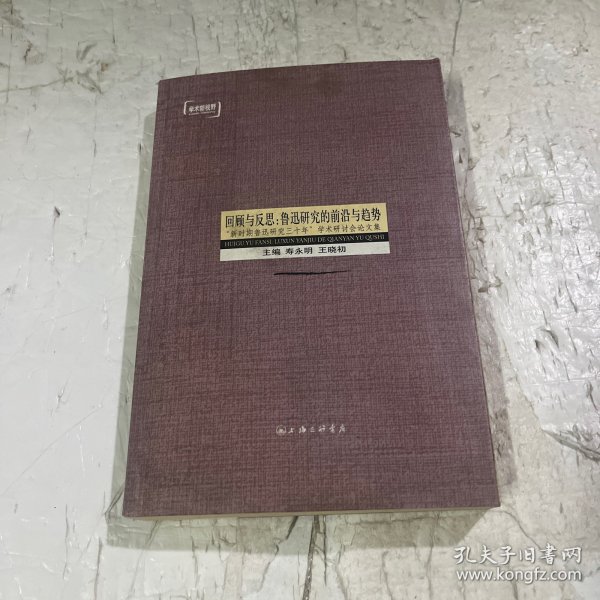 学术新视野
回顾与反思:鲁迅研究的前沿与趋势
“新时期鲁迅研究三十年”学术研讨会论文集
HUIGU YU FANSI: LUXUN YANJIU DE QIANYAN YU QUSHI
主编 寿永明 王晓初
上海三联书店
孔夫子旧书网
www.kongfz.com